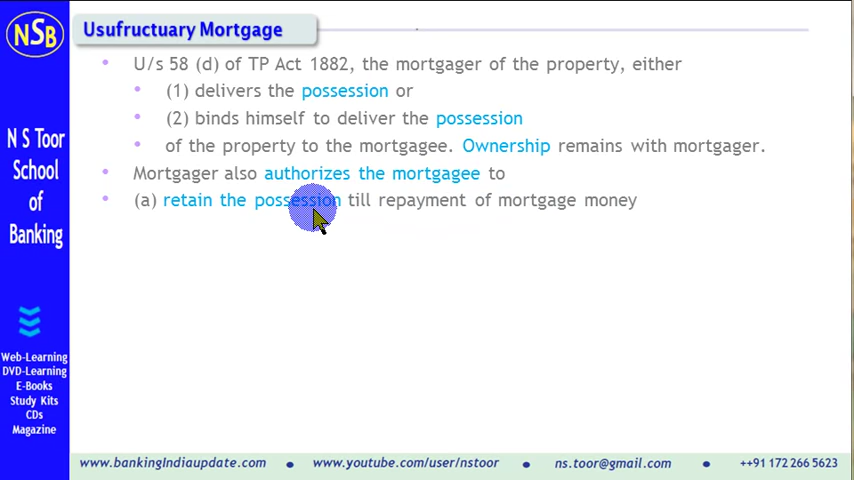 NSB
Usufructuary Mortgage
U/s 58 (d) of TP Act 1882, the mortgager of the property, either
(1) delivers the possession or
(2) binds himself to deliver the possession
of the property to the mortgagee. Ownership remains with mortgager.
Mortgager also authorizes the mortgagee to
(a) retain the possession till repayment of mortgage money
N S Toor
School
of
Banking
Web-Learning
DVD-Learning
E-Books
Study Kits
CDs
Magazine
www.bankingIndiaupdate.com
www.youtube.com/user/nstoor
ns.toor@gmail.com
++91 172 266 5623